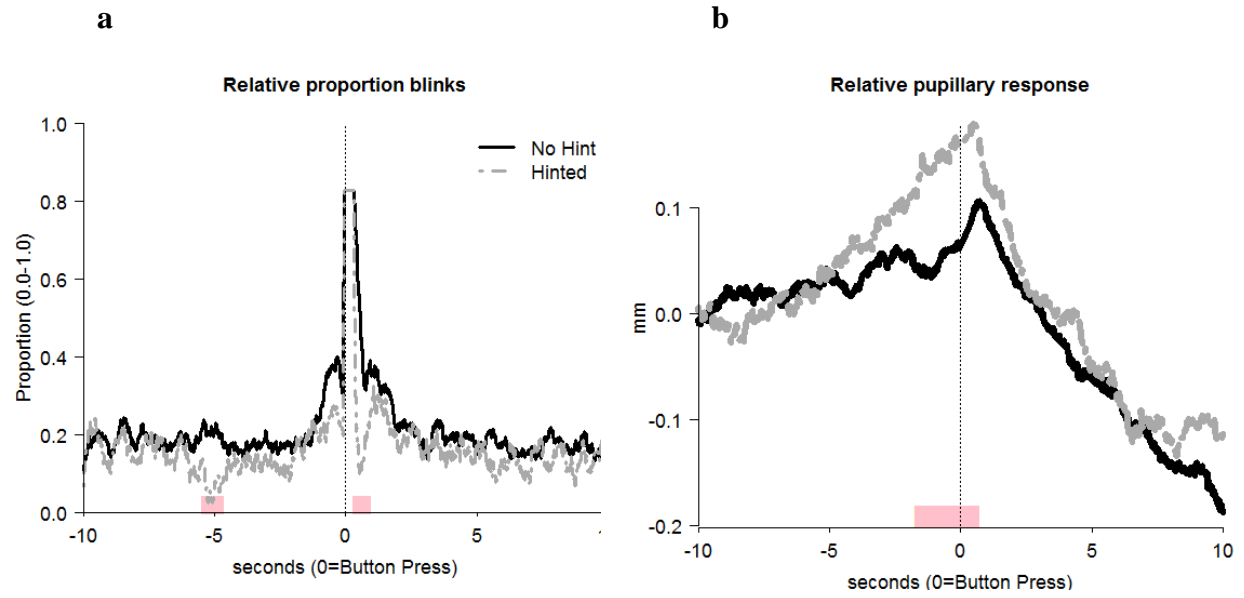 a
Relative proportion blinks
1.0
0.8
0.6
0.4
0.2
0.0
Proportion (0.0-1.0)
No Hint
Hinted
-10
-5
0
5
1
seconds (0=Button Press)
b
Relative pupillary response
0.1
0.0
-0.1
-0.2
mm
-10
-5
0
5
10
seconds (0=Button Press)